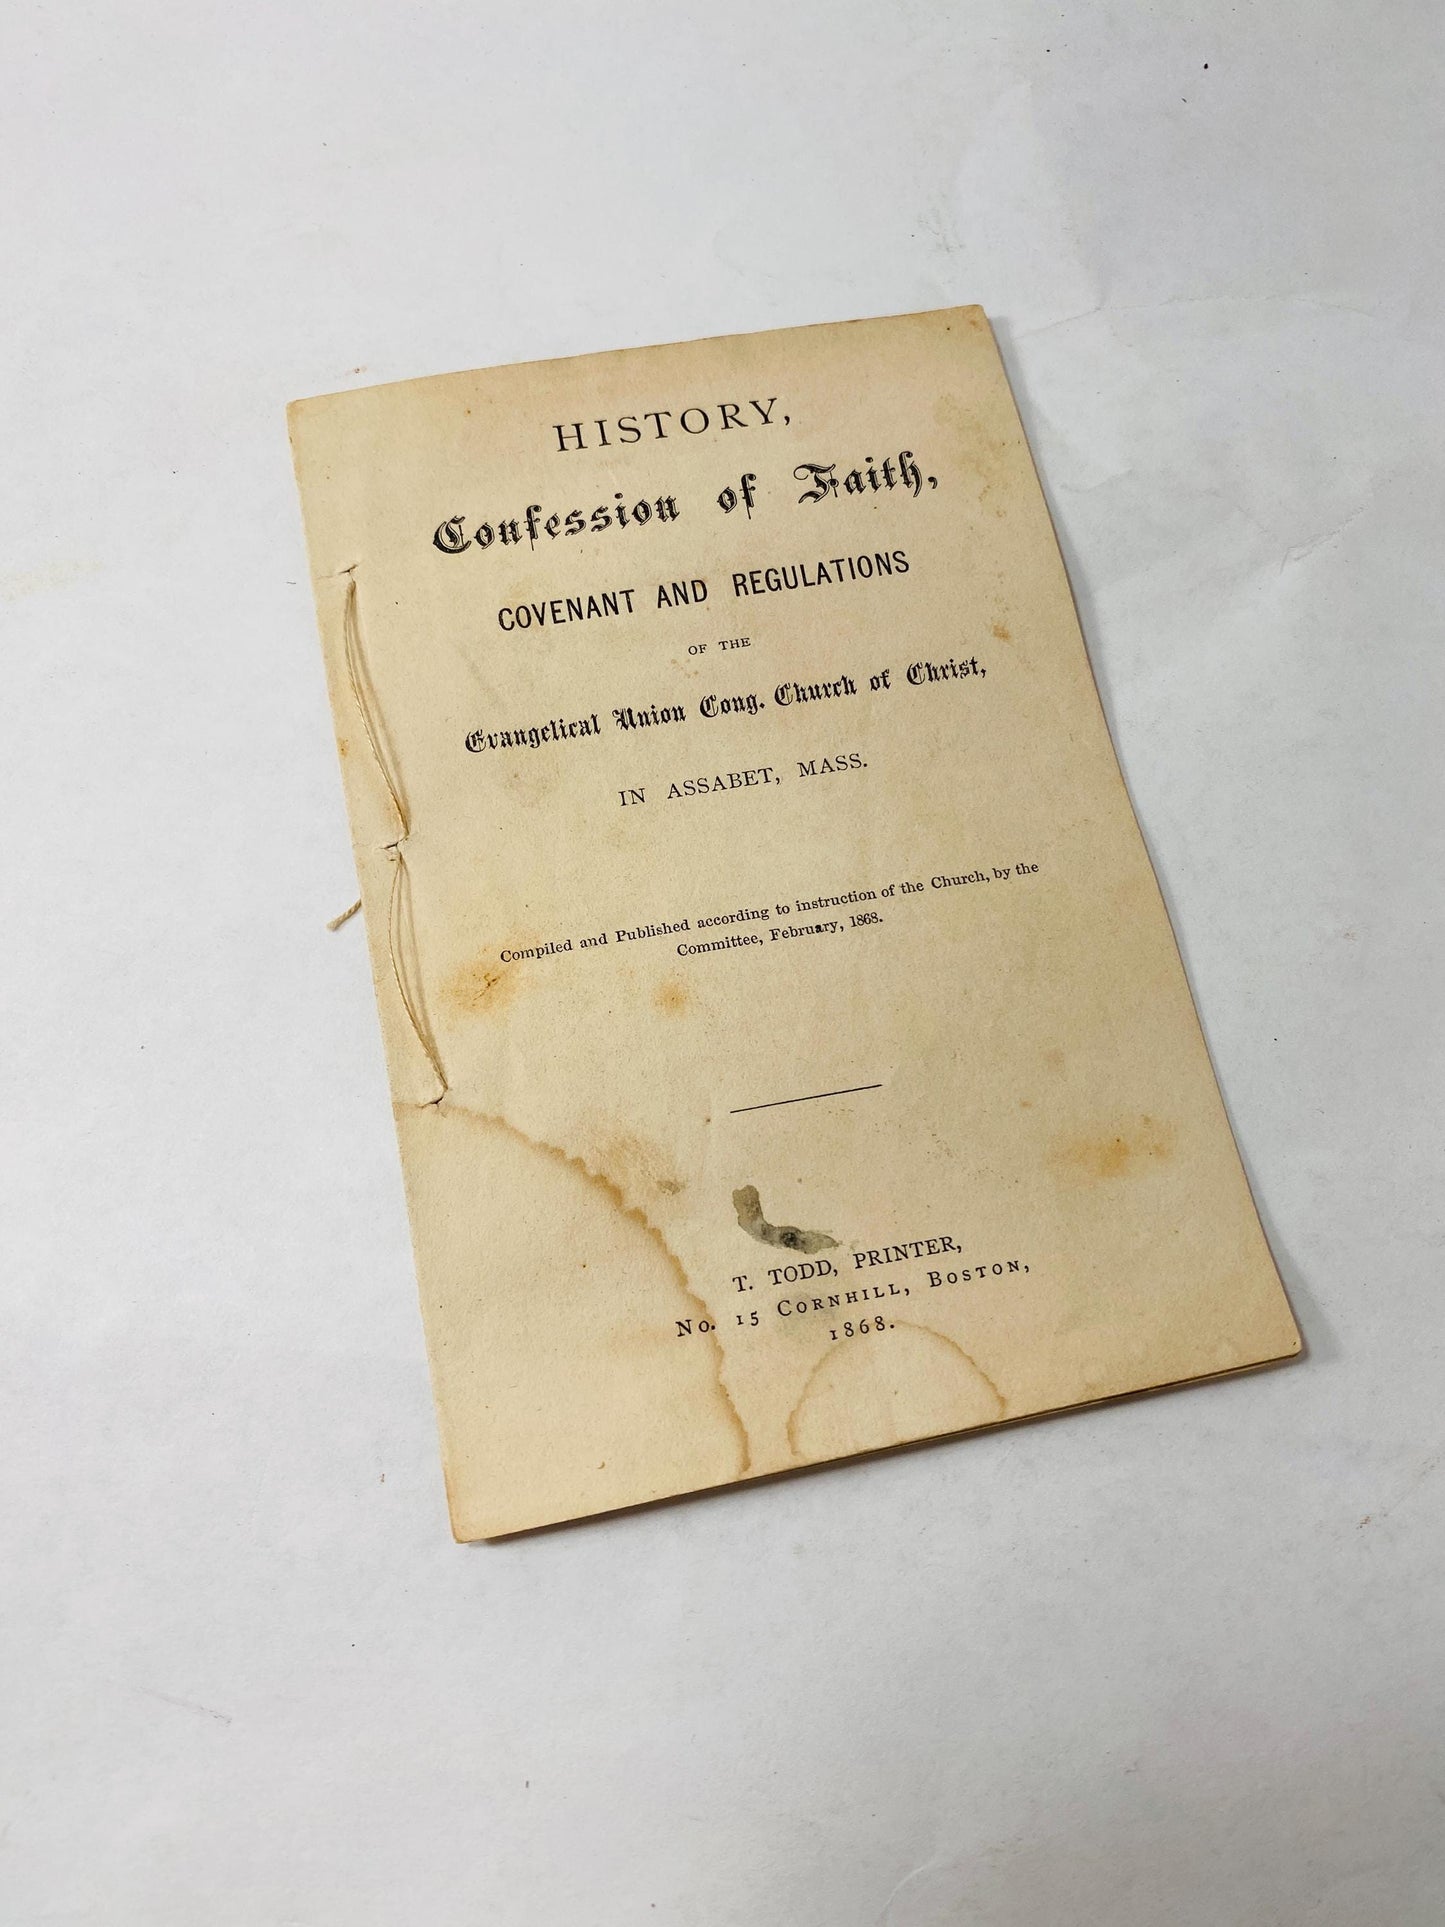 HISTORY,
Confession of Faith,
COVENANT AND REGULATIONS
OF THE
Evangelical Union Cong. Church of Christ,
IN ASSABET, MASS.
Compiled and Published according to instruction of the Church, by the
Committee, February, 1868.
T. TODD, PRINTER,
No. 15 CORNHILL, BOSTON,
1868.